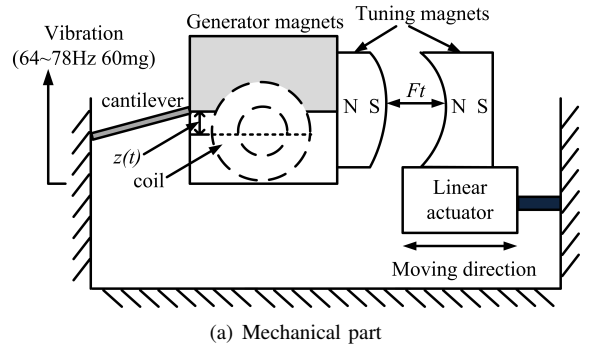 Generator magnets
Tuning magnets
Vibration
(64~78Hz 60mg)
cantilever
N S
Ft
N S
z(t)
coil
Linear
actuator
Moving direction
(a) Mechanical part